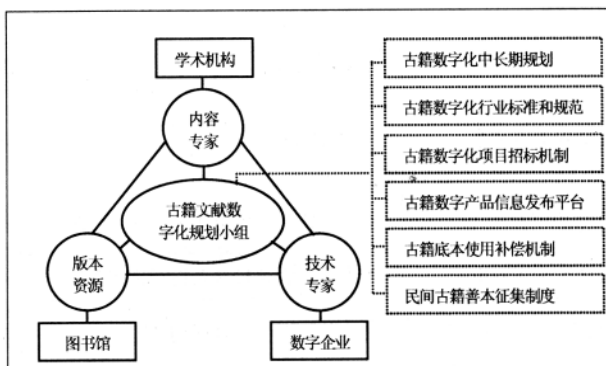 学术机构
内容
专家
古籍文献数
字化规划小组
版本
资源
技术
专家
图书馆
数字企业
古籍数字化中长期规划
古籍数字化行业标准和规范
古籍数字化项目招标机制
古籍数字产品信息发布平台
古籍底本使用补偿机制
民间古籍善本征集制度